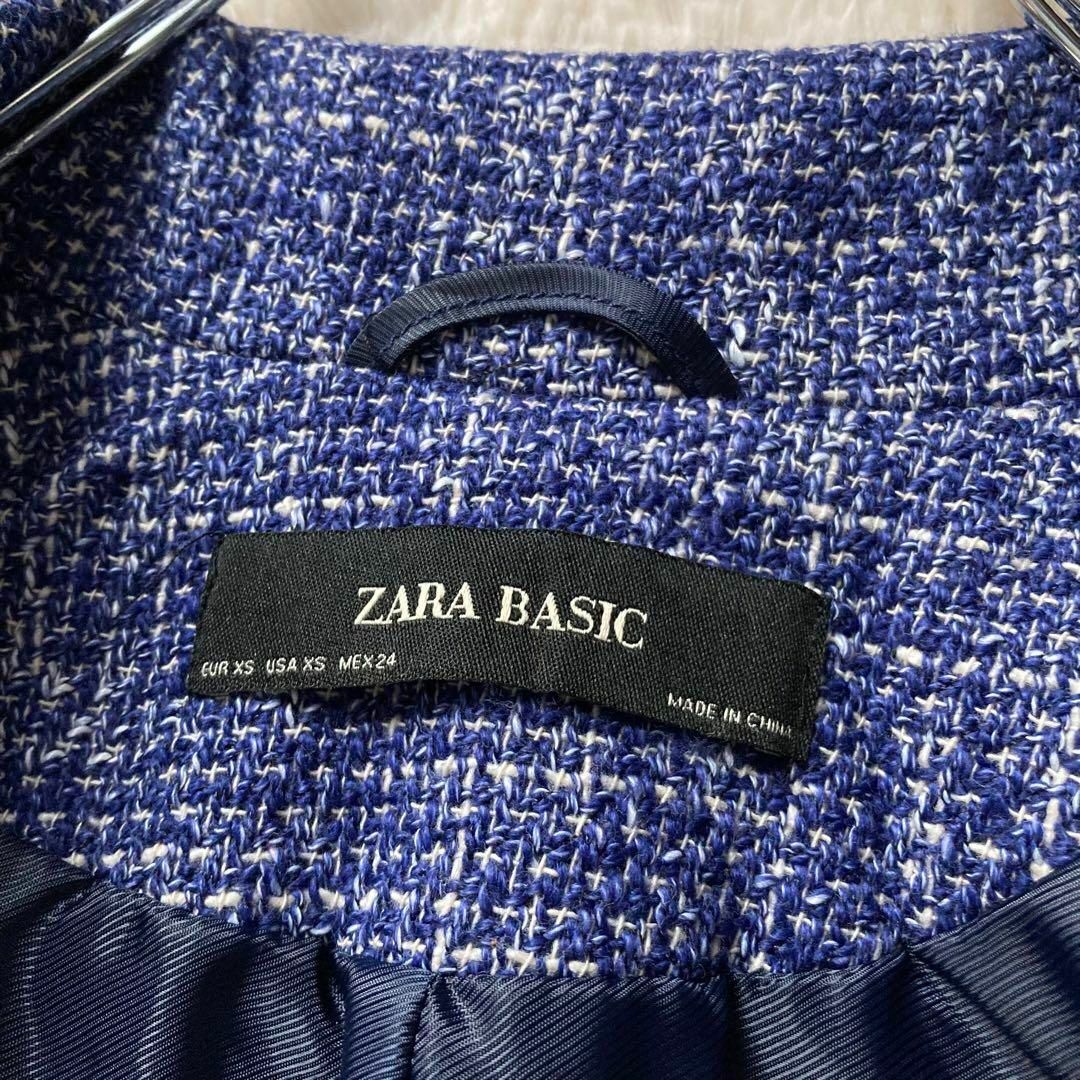 ZARA BASIC
EUR XS USA XS MEX 24
MADE IN CHINA